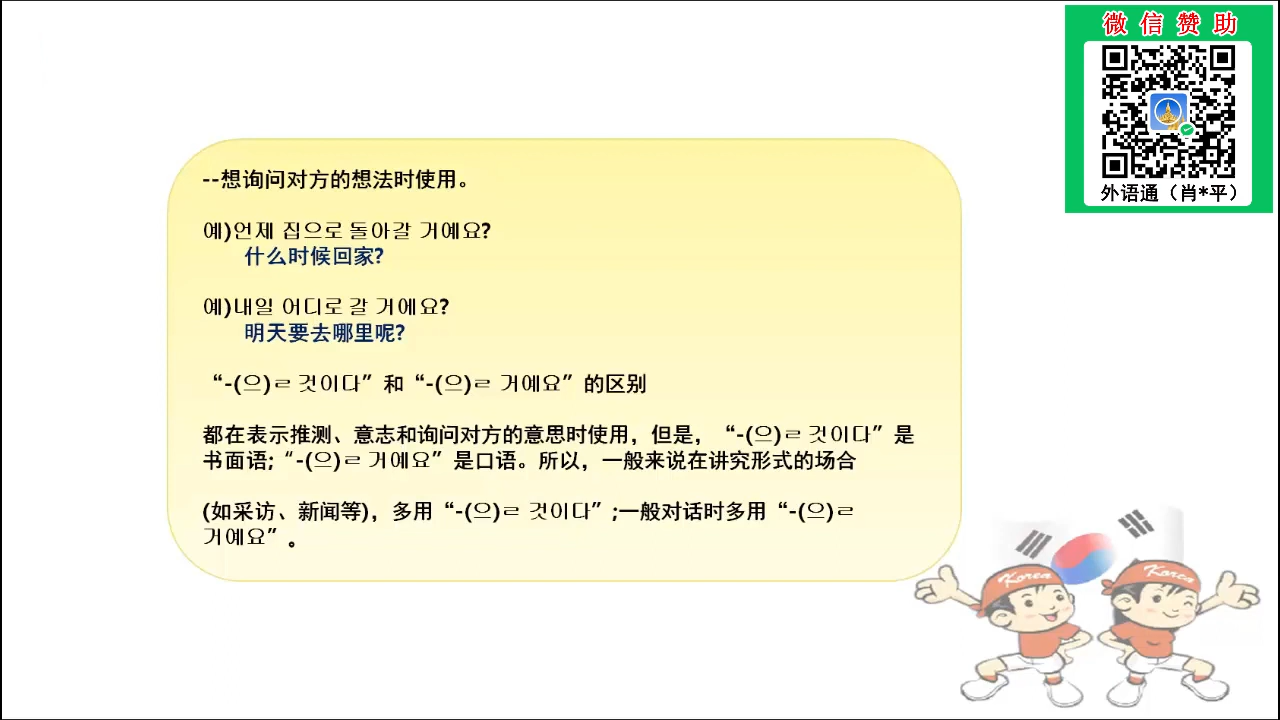 微信赞助
外语通（肖*平）
--想询问对方的想法时使用。
예)언제 집으로 돌아갈 거예요?
什么时候回家?
예)내일 어디로 갈 거에요?
明天要去哪里呢?
“-(으)ㄹ 것이다”和“-(으)ㄹ 거예요”的区别
都在表示推测、意志和询问对方的意思时使用，但是，“-(으)ㄹ 것이다”是
书面语;“-(으)ㄹ 거예요”是口语。所以，一般来说在讲究形式的场合
(如采访、新闻等)，多用“-(으)ㄹ 것이다”;一般对话时多用“-(으)ㄹ
거예요”。
Korea
Korea